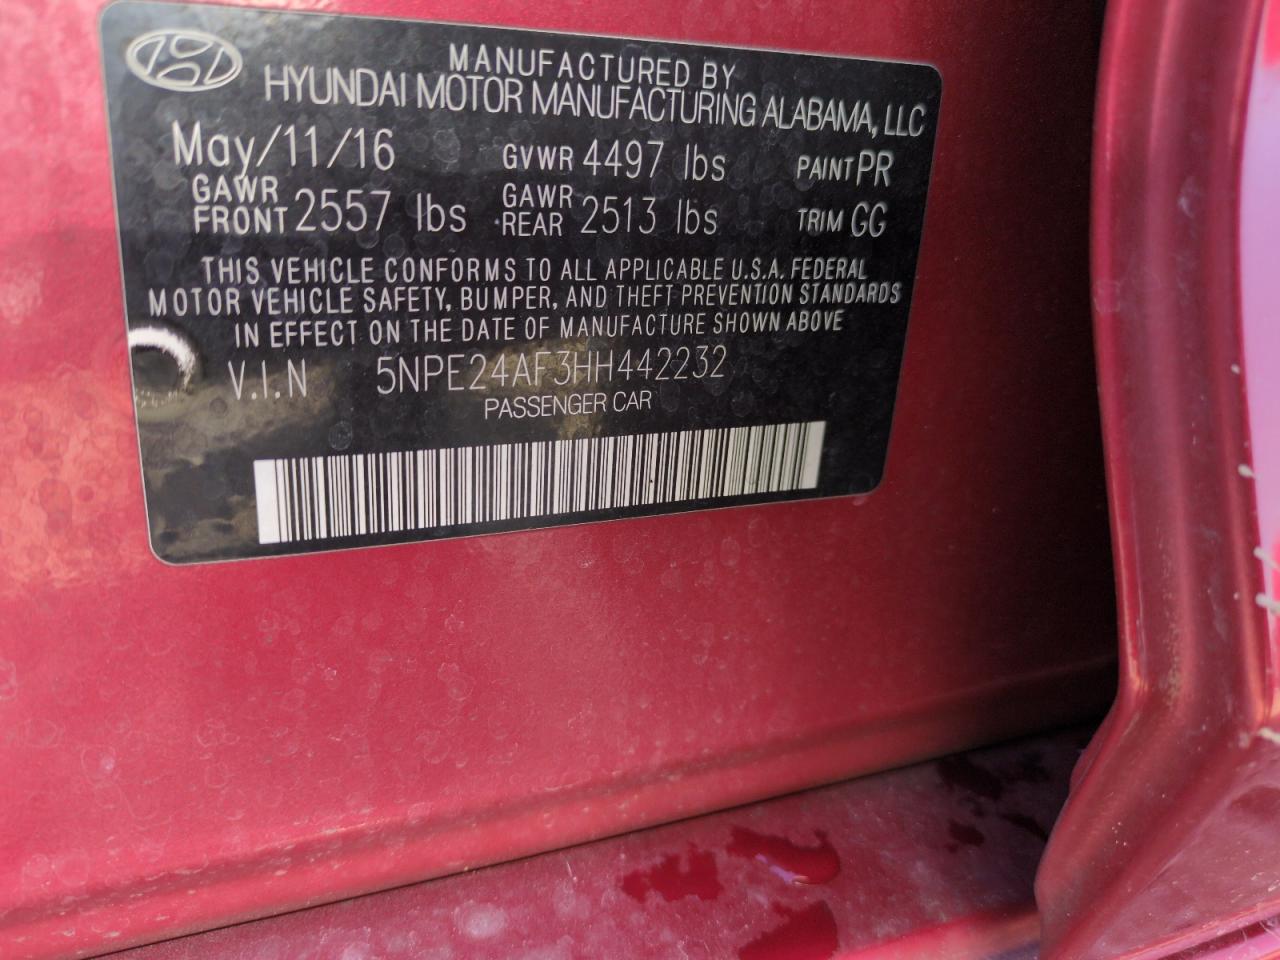 MANUFACTURED BY
HYUNDAI MOTOR MANUFACTURING ALABAMA, LLC
May/11/16 GVWR 4497 lbs PAINT PR
GAWR FRONT 2557 lbs GAWR REAR 2513 lbs TRIM GG
THIS VEHICLE CONFORMS TO ALL APPLICABLE U.S.A. FEDERAL
MOTOR VEHICLE SAFETY, BUMPER, AND THEFT PREVENTION STANDARDS
IN EFFECT ON THE DATE OF MANUFACTURE SHOWN ABOVE
V.I.N 5NPE24AF3HH442232
PASSENGER CAR